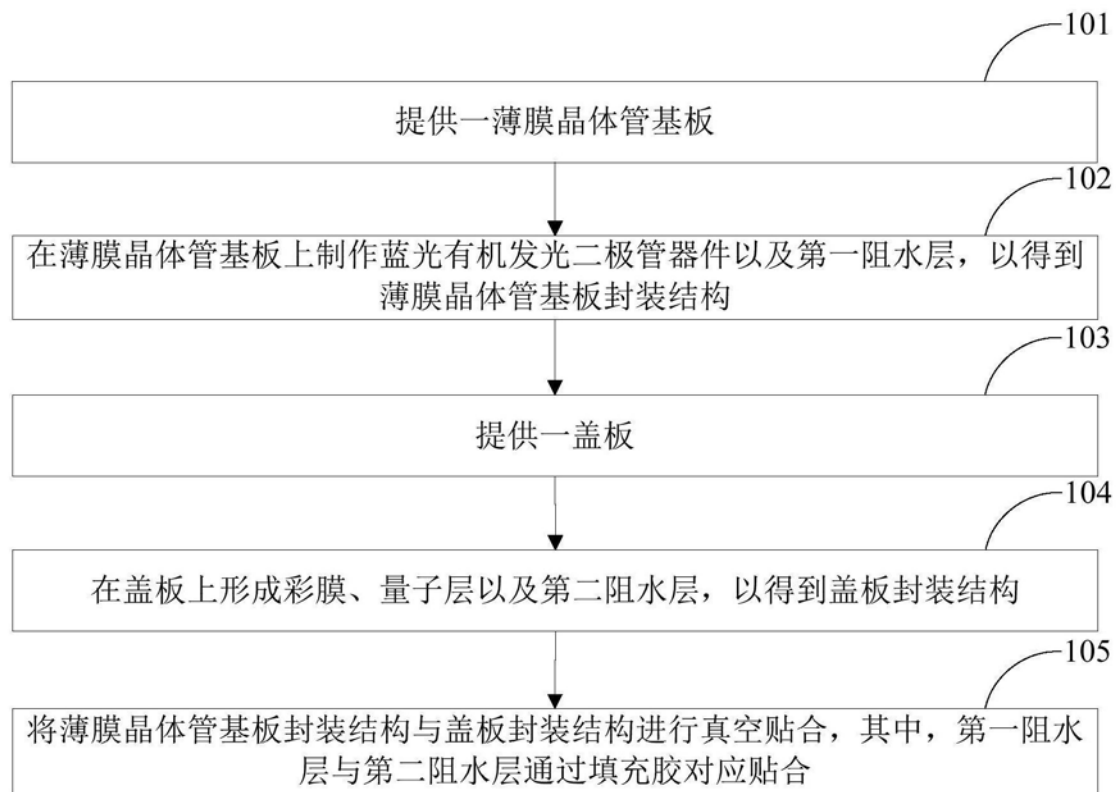 101
提供一薄膜晶体管基板
102
在薄膜晶体管基板上制作蓝光有机发光二极管器件以及第一阻水层，以得到
薄膜晶体管基板封装结构
103
提供一盖板
104
在盖板上形成彩膜、量子层以及第二阻水层，以得到盖板封装结构
105
将薄膜晶体管基板封装结构与盖板封装结构进行真空贴合，其中，第一阻水
层与第二阻水层通过填充胶对应贴合